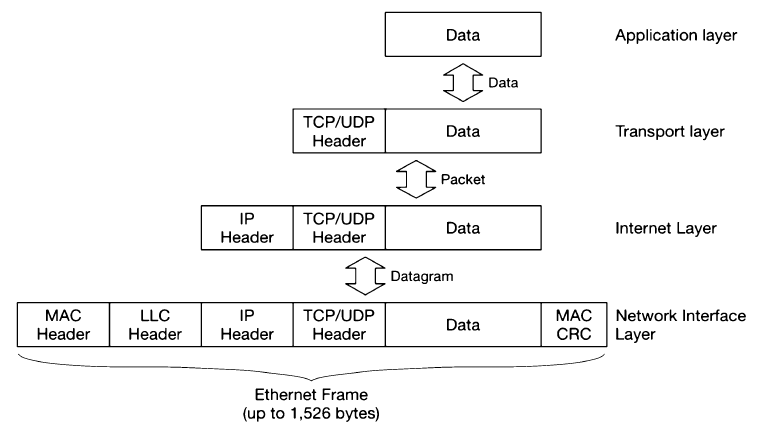 Data
Application layer
Data
TCP/UDP
Header
Data
Transport layer
Packet
IP
Header
TCP/UDP
Header
Data
Internet Layer
Datagram
MAC
Header
LLC
Header
IP
Header
TCP/UDP
Header
Data
MAC
CRC
Network Interface
Layer
Ethernet Frame
(up to 1,526 bytes)